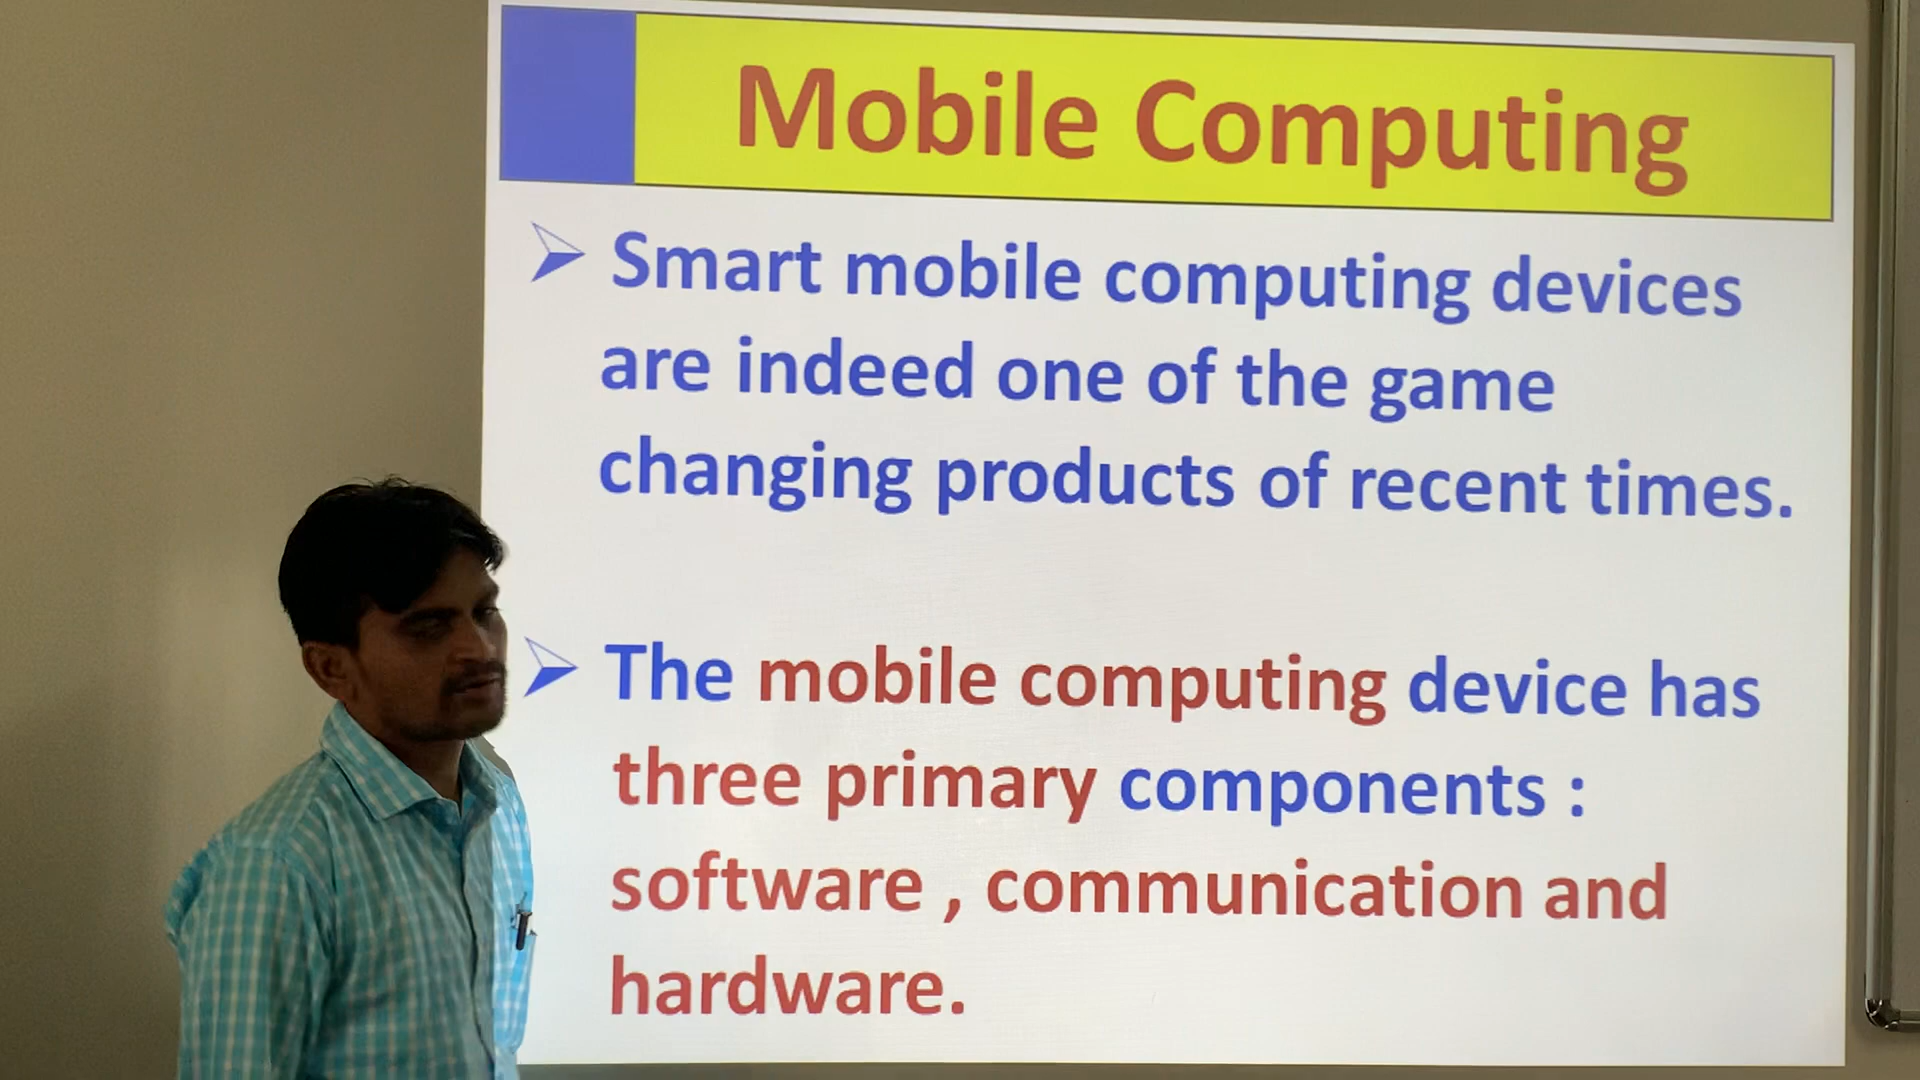 Mobile Computing
Smart mobile computing devices
are indeed one of the game
changing products of recent times.
The mobile computing device has
three primary components :
software , communication and
hardware.